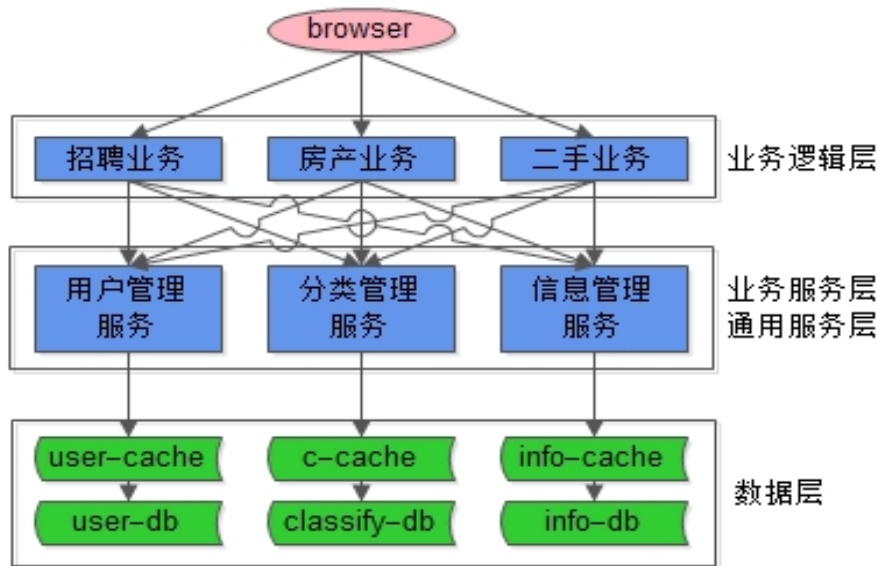 browser
招聘业务
房产业务
二手业务
业务逻辑层
用户管理
服务
分类管理
服务
信息管理
服务
业务服务层
通用服务层
user-cache
c-cache
info-cache
user-db
classify-db
info-db
数据层